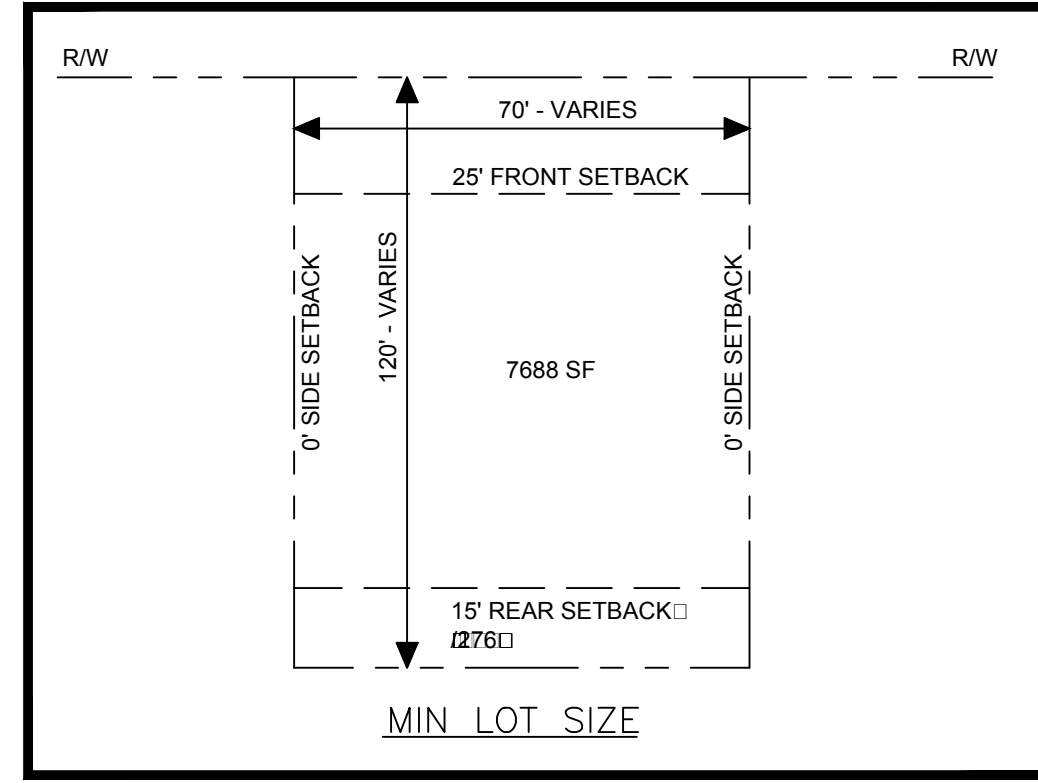 R/W
R/W
70' - VARIES
25' FRONT SETBACK
0' SIDE SETBACK
120' - VARIES
0' SIDE SETBACK
7688 SF
15' REAR SETBACK
MIN LOT SIZE